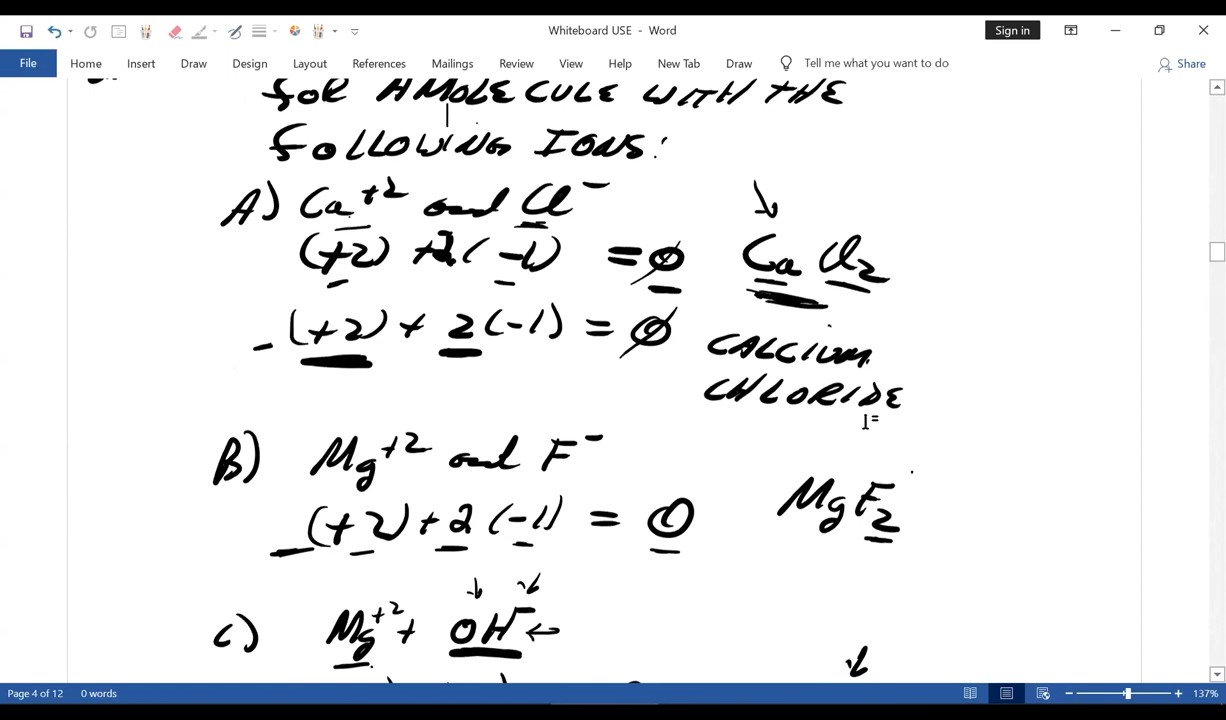 Whiteboard USE - Word
Sign in
File Home Insert Draw Design Layout References Mailings Review View Help New Tab Draw Tell me what you want to do Share
FOR A MOLECULE WITH THE
FOLLOWING IONS:
A) Ca+2 and Cl-
(+2) +2(-1) = 0 CaCl2
(+2) + 2(-1) = 0
CALCIUM
CHLORIDE
B) Mg+2 and F-
(+2) + 2(-1) = 0 MgF2
C) Mg+2 + OH- ←
Page 4 of 12 0 words 137%